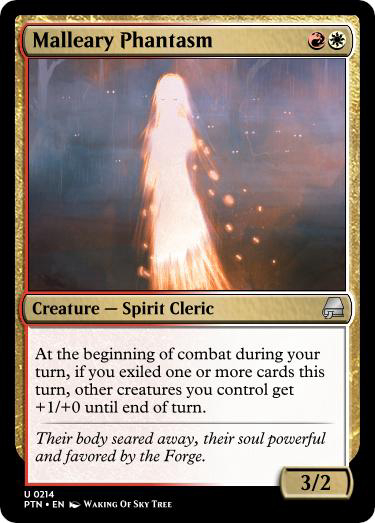 Malleary Phantasm
Creature — Spirit Cleric
At the beginning of combat during your
turn, if you exiled one or more cards this
turn, other creatures you control get
+1/+0 until end of turn.
Their body seared away, their soul powerful
and favored by the Forge.
3/2
U 0214
PTN • EN Waking Of Sky Tree